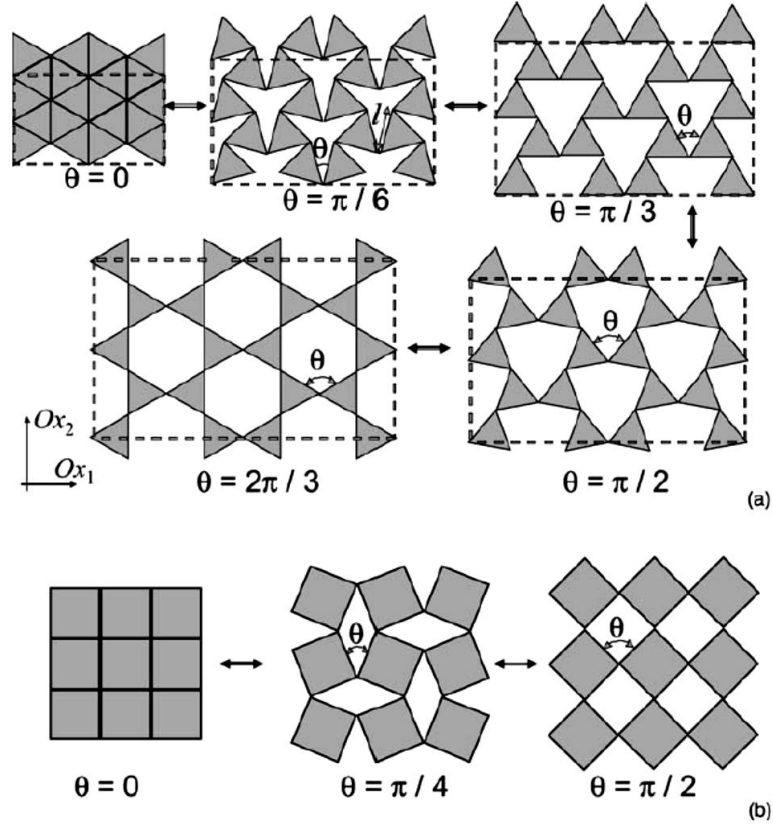 l
θ
θ
θ = 0
θ = π / 6
θ = π / 3
θ
θ
Ox₂
Ox₁
θ = 2π / 3
θ = π / 2
(a)
θ
θ
θ = 0
θ = π / 4
θ = π / 2
(b)